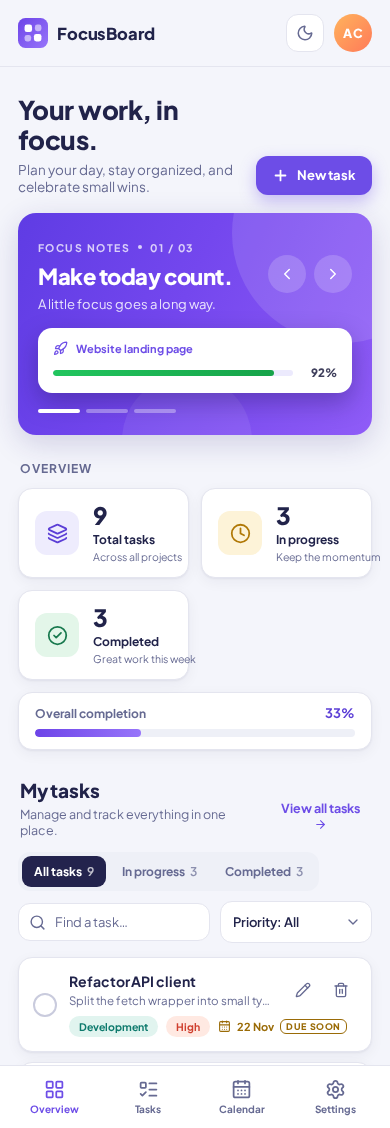 FocusBoard
AC
Your work, in
focus.
Plan your day, stay organized, and
celebrate small wins.
New task
FOCUS NOTES • 01 / 03
Make today count.
A little focus goes a long way.
Website landing page
92%
OVERVIEW
9
Total tasks
Across all projects
3
In progress
Keep the momentum
3
Completed
Great work this week
Overall completion
33%
My tasks
Manage and track everything in one
place.
View all tasks
→
All tasks 9
In progress 3
Completed 3
Find a task…
Priority: All
Refactor API client
Split the fetch wrapper into small ty…
Development
High
22 Nov
DUE SOON
Overview
Tasks
Calendar
Settings